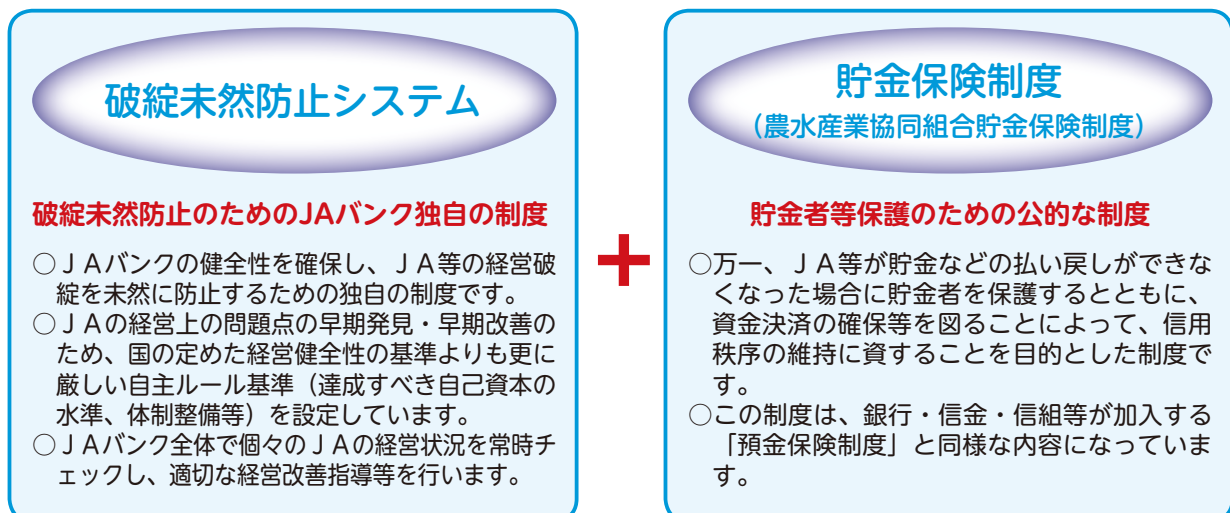 破綻未然防止システム
破綻未然防止のためのJAバンク独自の制度
○ＪＡバンクの健全性を確保し、ＪＡ等の経営破
綻を未然に防止するための独自の制度です。
○ＪＡの経営上の問題点の早期発見・早期改善の
ため、国の定めた経営健全性の基準よりも更に
厳しい自主ルール基準（達成すべき自己資本の
水準、体制整備等）を設定しています。
○ＪＡバンク全体で個々のＪＡの経営状況を常時チ
ェックし、適切な経営改善指導等を行います。
+
貯金保険制度
（農水産業協同組合貯金保険制度）
貯金者等保護のための公的な制度
○万一、ＪＡ等が貯金などの払い戻しができな
くなった場合に貯金者を保護するとともに、
資金決済の確保等を図ることによって、信用
秩序の維持に資することを目的とした制度で
す。
○この制度は、銀行・信金・信組等が加入する
「預金保険制度」と同様な内容になっていま
す。